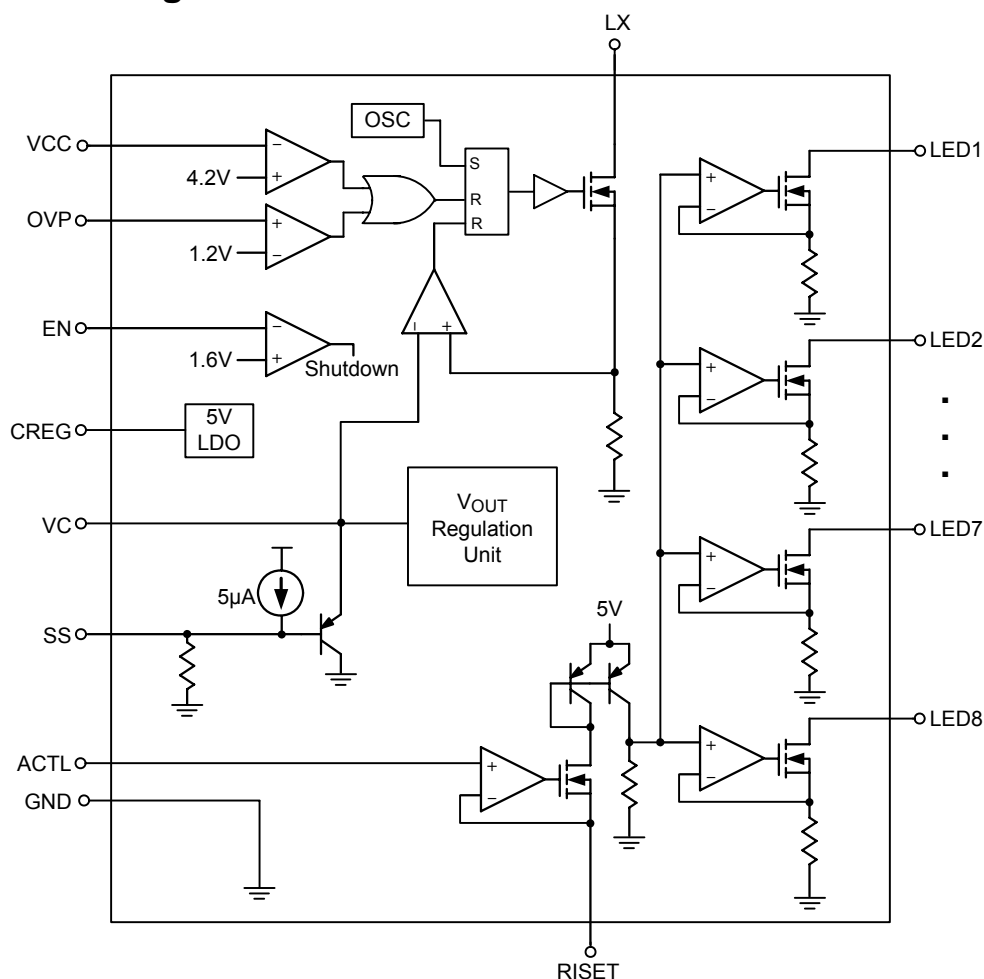 LX
OSC
VCC
4.2V
S
R
R
OVP
1.2V
EN
1.6V
Shutdown
CREG
5V
LDO
VC
VOUT
Regulation
Unit
5µA
SS
5V
ACTL
GND
RISET
LED1
LED2
LED7
LED8